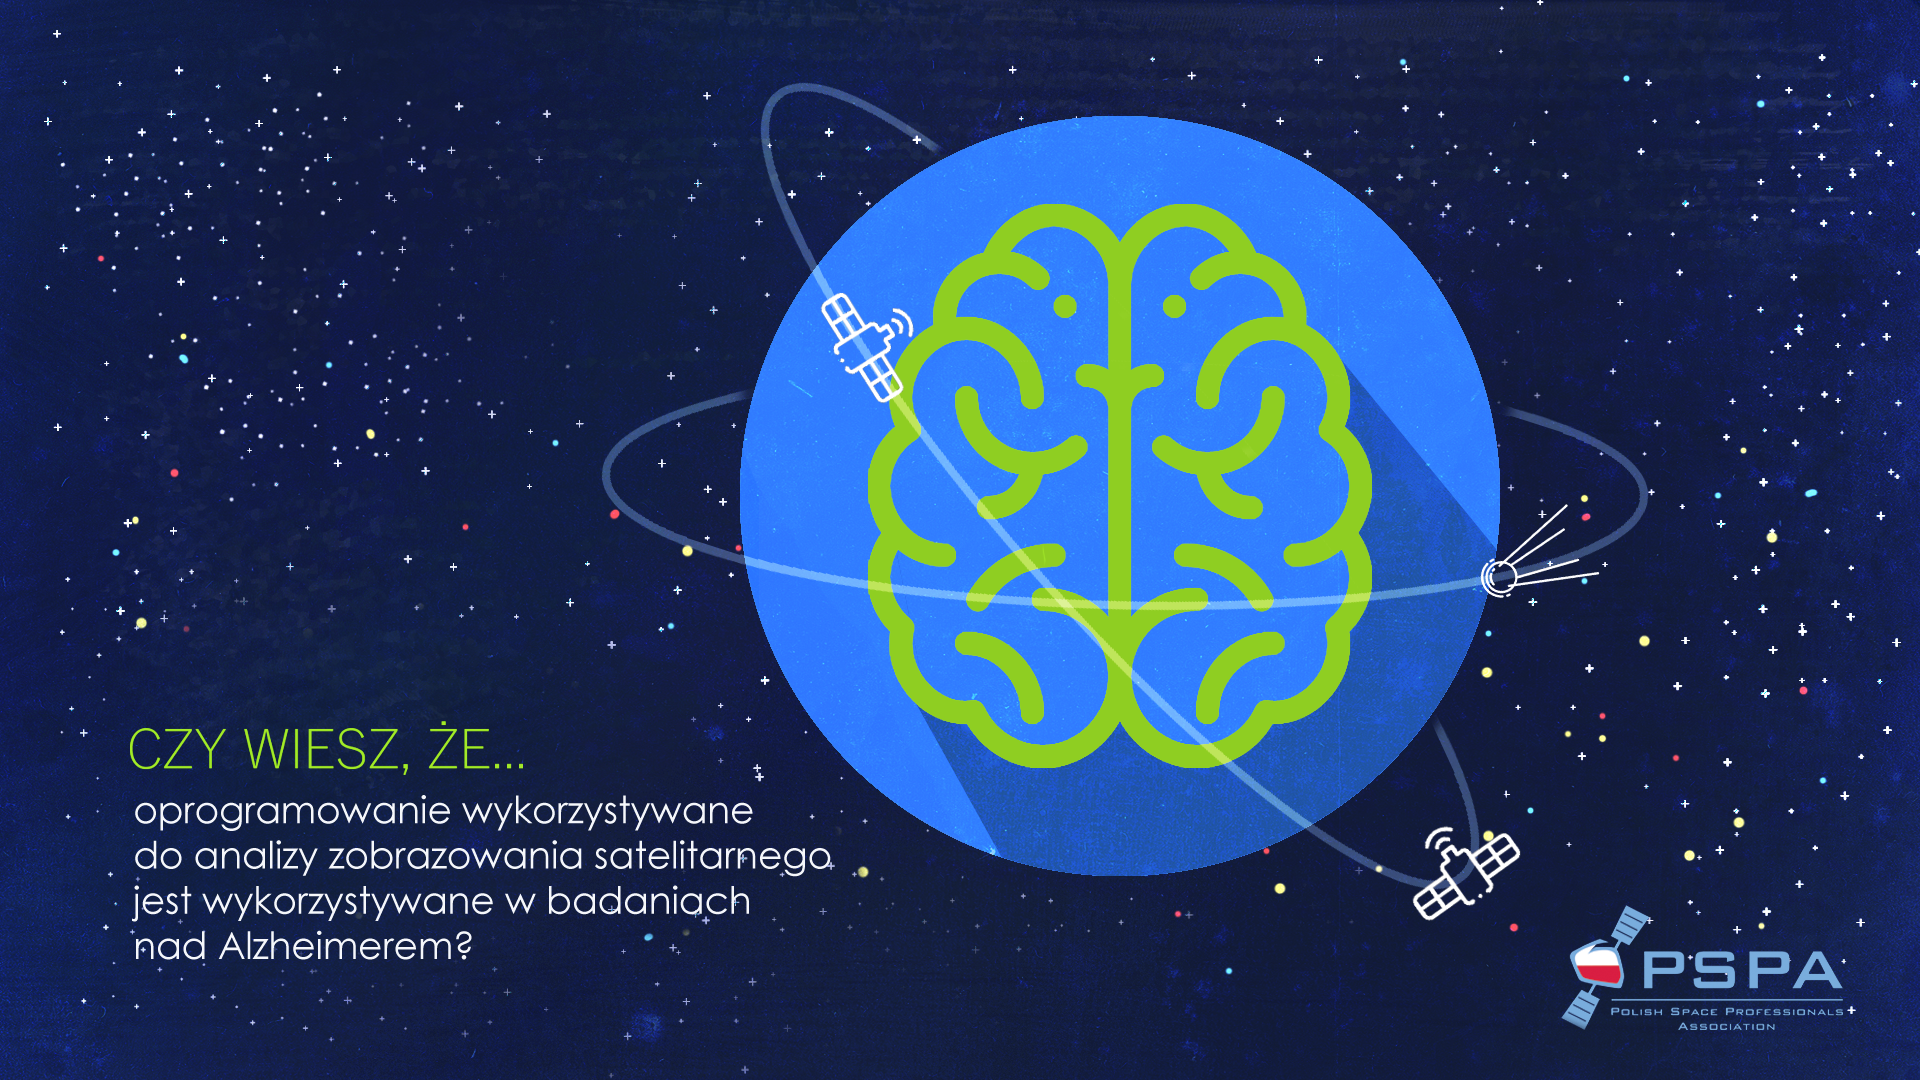 CZY WIESZ, ŻE...
oprogramowanie wykorzystywane
do analizy zobrazowania satelitarnego
jest wykorzystywane w badaniach
nad Alzheimerem?
PSPA
POLISH SPACE PROFESSIONALS
ASSOCIATION